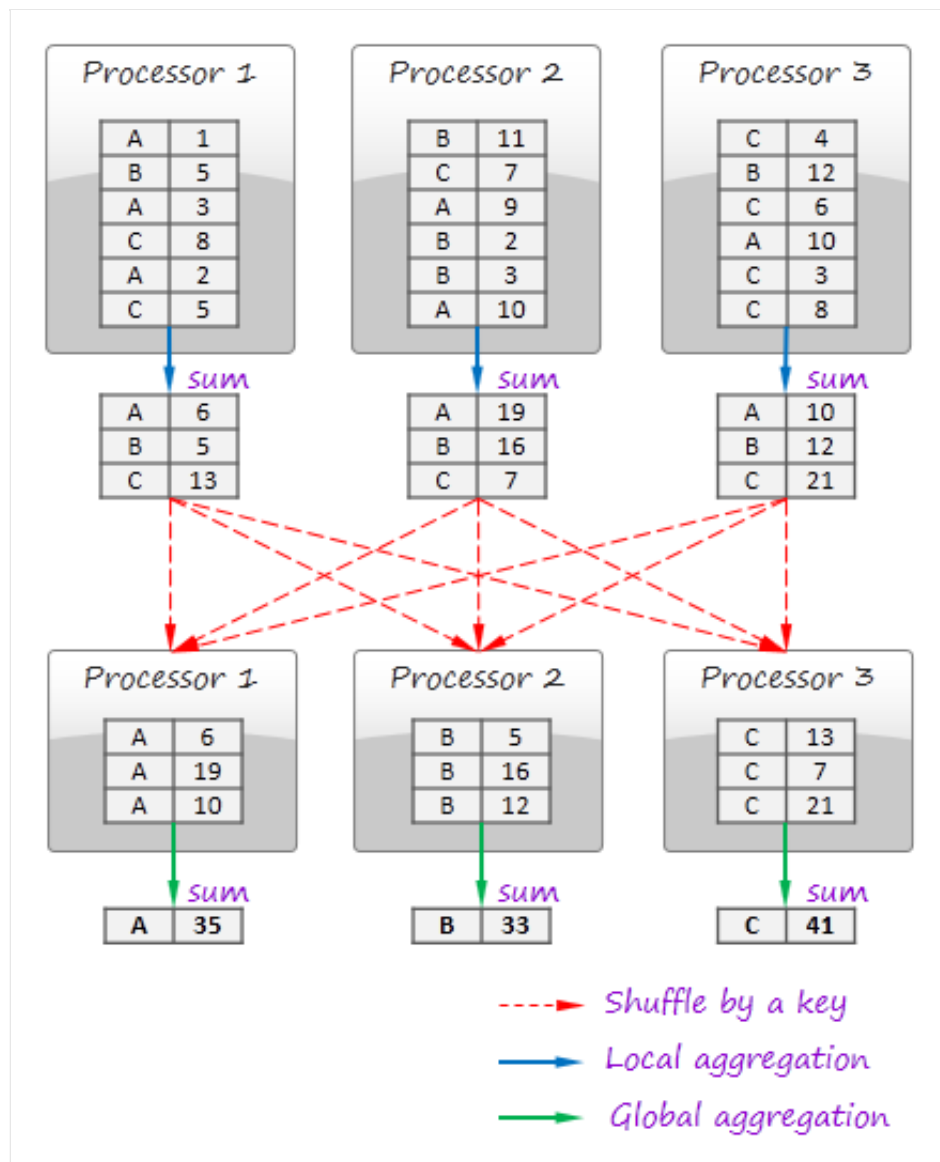 Processor 1 Processor 2 Processor 3
A 1 B 11 C 4
B 5 C 7 B 12
A 3 A 9 C 6
C 8 B 2 A 10
A 2 B 3 C 3
C 5 A 10 C 8
sum sum sum
A 6 A 19 A 10
B 5 B 16 B 12
C 13 C 7 C 21
Processor 1 Processor 2 Processor 3
A 6 B 5 C 13
A 19 B 16 C 7
A 10 B 12 C 21
sum sum sum
A 35 B 33 C 41
Shuffle by a key
Local aggregation
Global aggregation